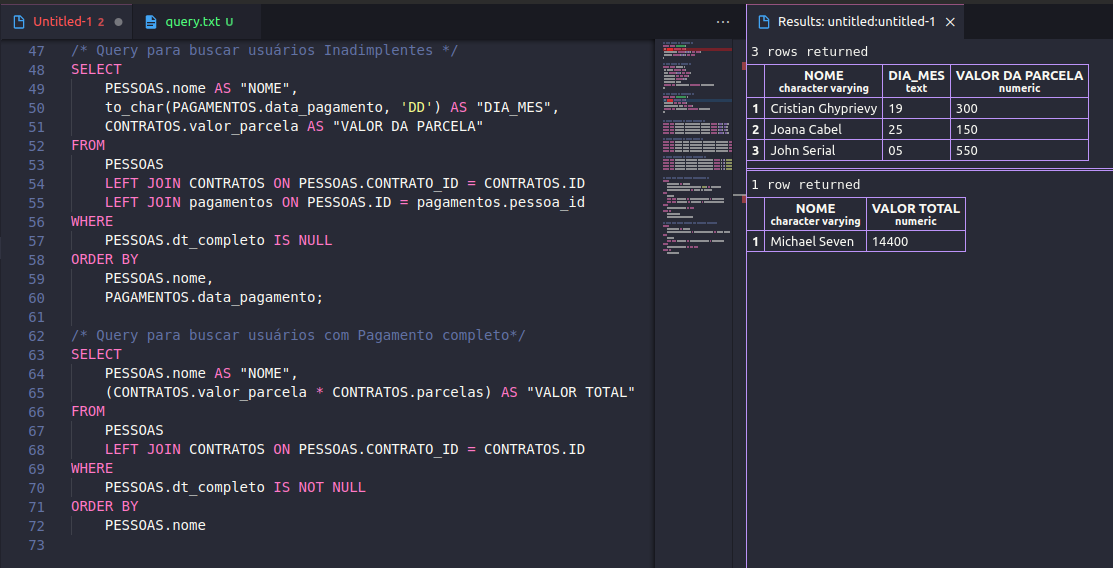 Untitled-1 2 ●
query.txt U
...
47 /* Query para buscar usuários Inadimplentes */
48 SELECT
49 PESSOAS.nome AS "NOME",
50 to_char(PAGAMENTOS.data_pagamento, 'DD') AS "DIA_MES",
51 CONTRATOS.valor_parcela AS "VALOR DA PARCELA"
52 FROM
53 PESSOAS
54 LEFT JOIN CONTRATOS ON PESSOAS.CONTRATO_ID = CONTRATOS.ID
55 LEFT JOIN pagamentos ON PESSOAS.ID = pagamentos.pessoa_id
56 WHERE
57 PESSOAS.dt_completo IS NULL
58 ORDER BY
59 PESSOAS.nome,
60 PAGAMENTOS.data_pagamento;
61
62 /* Query para buscar usuários com Pagamento completo*/
63 SELECT
64 PESSOAS.nome AS "NOME",
65 (CONTRATOS.valor_parcela * CONTRATOS.parcelas) AS "VALOR TOTAL"
66 FROM
67 PESSOAS
68 LEFT JOIN CONTRATOS ON PESSOAS.CONTRATO_ID = CONTRATOS.ID
69 WHERE
70 PESSOAS.dt_completo IS NOT NULL
71 ORDER BY
72 PESSOAS.nome
73
Results: untitled:untitled-1 ×
3 rows returned
NOME DIA_MES VALOR DA PARCELA
character varying text numeric
1 Cristian Ghyprievy 19 300
2 Joana Cabel 25 150
3 John Serial 05 550
1 row returned
NOME VALOR TOTAL
character varying numeric
1 Michael Seven 14400